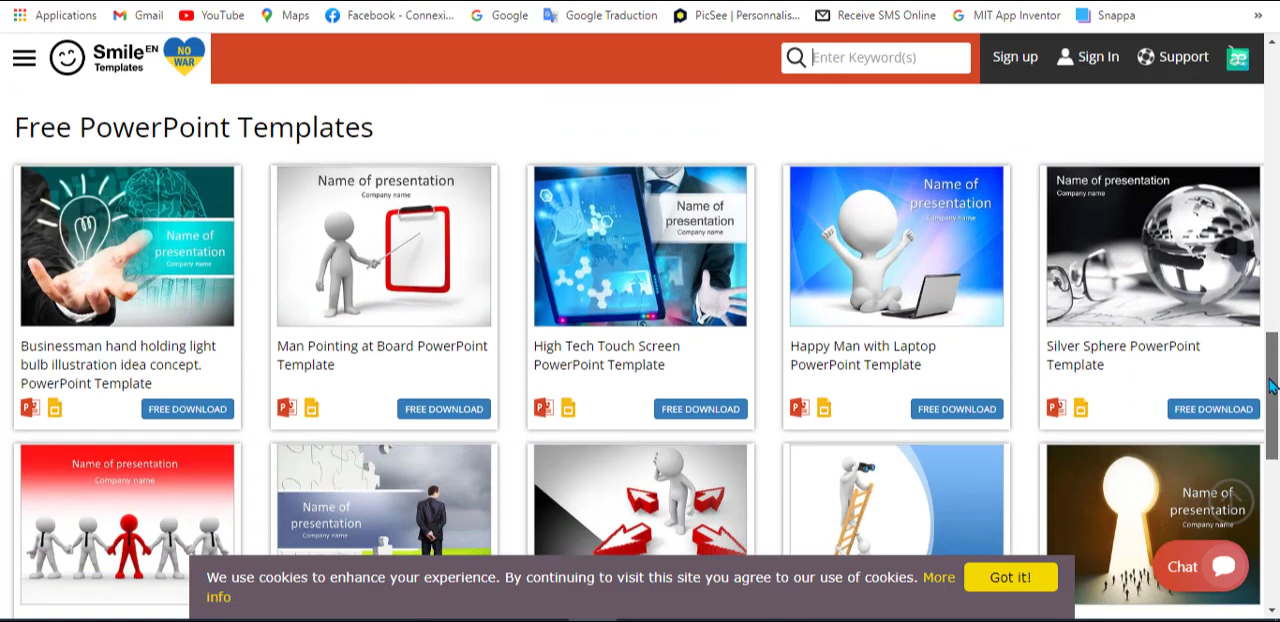 Applications Gmail YouTube Maps Facebook - Connexi... Google Google Traduction PicSee | Personnalis... Receive SMS Online MIT App Inventor Snappa »
Smile EN
Templates
NO
WAR
Enter Keyword(s)
Sign up Sign In Support
Free PowerPoint Templates
Name of
presentation
Company name
Name of presentation
Company name
Name of
presentation
Company name
Name of
presentation
Company name
Name of presentation
Company name
Businessman hand holding light
bulb illustration idea concept.
PowerPoint Template
FREE DOWNLOAD
Man Pointing at Board PowerPoint
Template
FREE DOWNLOAD
High Tech Touch Screen
PowerPoint Template
FREE DOWNLOAD
Happy Man with Laptop
PowerPoint Template
FREE DOWNLOAD
Silver Sphere PowerPoint
Template
FREE DOWNLOAD
Name of presentation
Company name
Name of
presentation
Company name
Name of
presentation
Company name
We use cookies to enhance your experience. By continuing to visit this site you agree to our use of cookies. More
info
Got it!
Chat